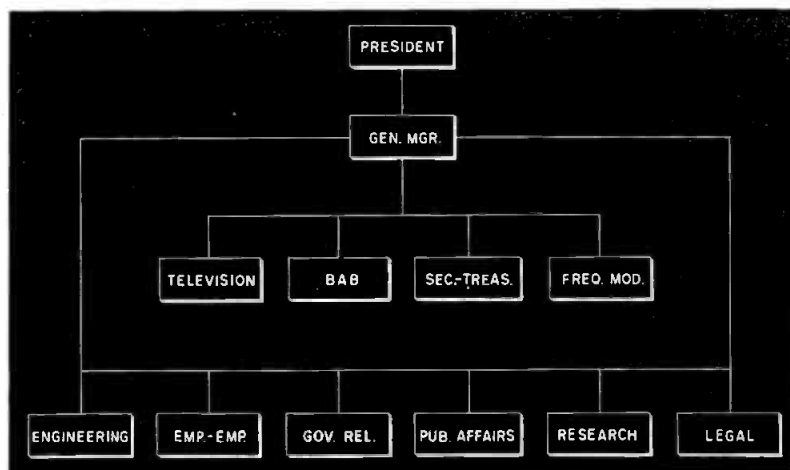 PRESIDENT
GEN. MGR.
TELEVISION
BAB
SEC.-TREAS.
FREQ. MOD.
ENGINEERING
EMP.-EMP.
GOV. REL.
PUB. AFFAIRS
RESEARCH
LEGAL